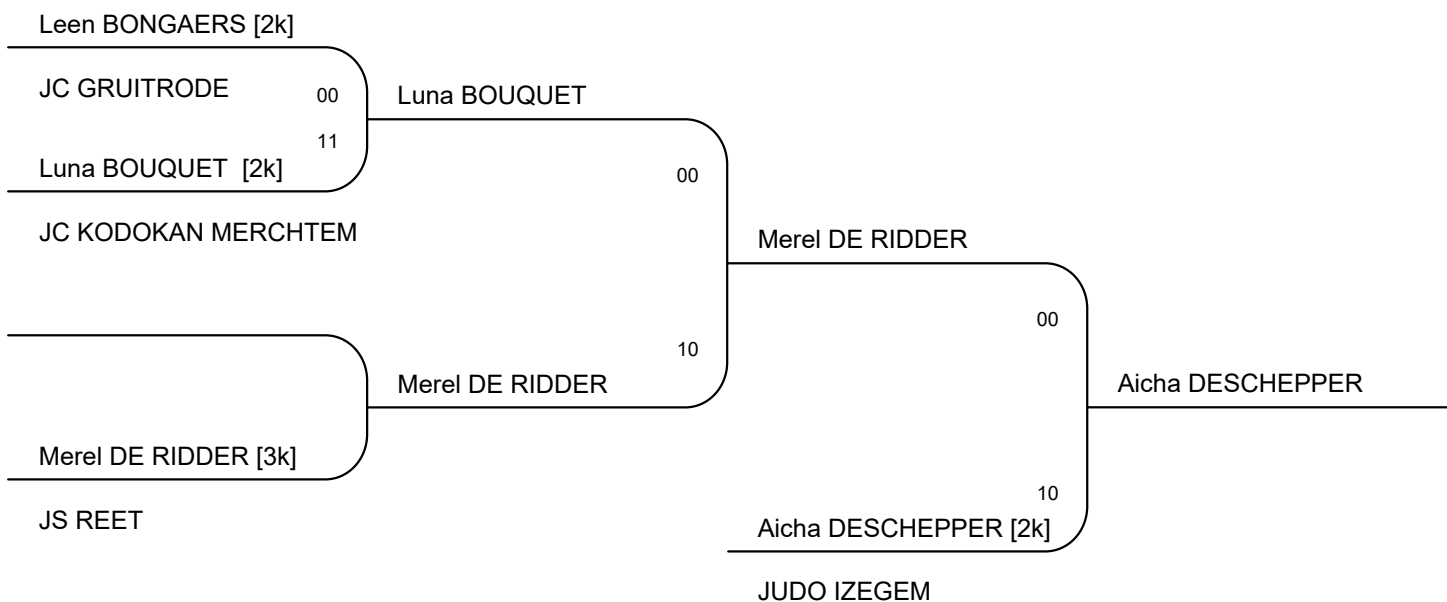 Leen BONGAERS [2k]
JC GRUITRODE
00
Luna BOUQUET
11
Luna BOUQUET [2k]
00
JC KODOKAN MERCHTEM
Merel DE RIDDER
00
10
Merel DE RIDDER
Aicha DESCHEPPER
Merel DE RIDDER [3k]
10
JS REET
Aicha DESCHEPPER [2k]
JUDO IZEGEM